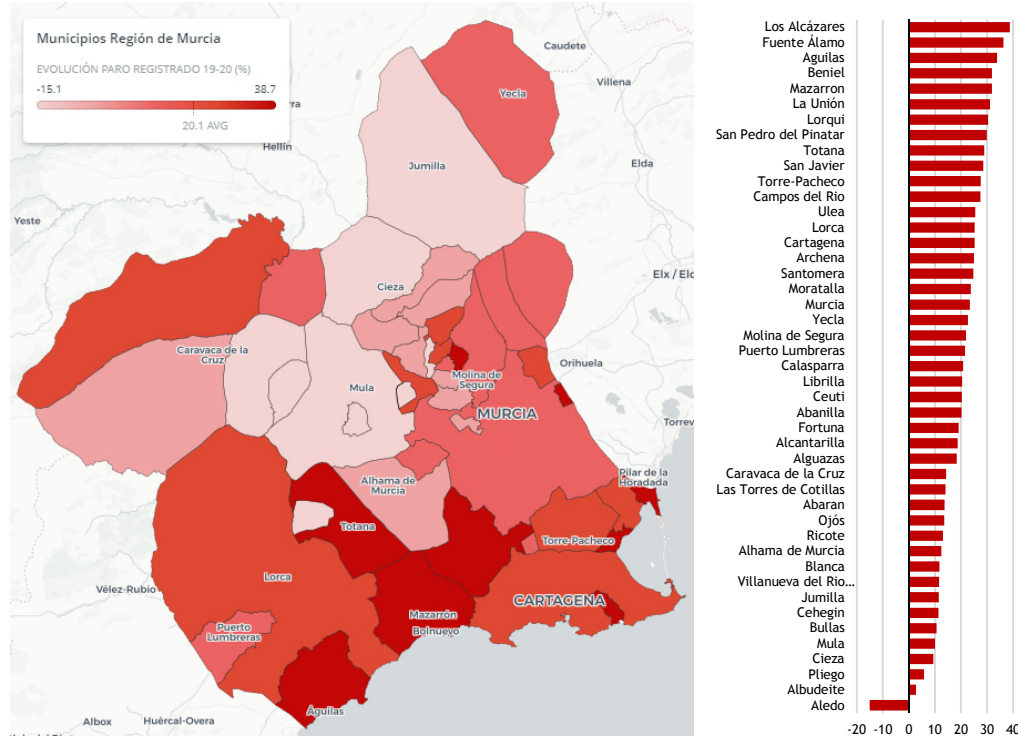 Municipios Región de Murcia
EVOLUCIÓN PARO REGISTRADO 19-20 (%)
-15.1 38.7
20.1 AVG
Caudete
Villena
Yecla
Hellín
Elda
Jumilla
Yeste
Elx / Elc
Cieza
Caravaca de la
Cruz
Orihuela
Mula
Molina de
Segura
MURCIA
Torrev
Pilar de la
Horadada
Alhama de
Murcia
Totana
Torre-Pacheco
Lorca
Vélez-Rubio
CARTAGENA
Mazarrón
Bolnuevo
Puerto
Lumbreras
Águilas
Albox
Huércal-Overa
Los Alcázares
Fuente Álamo
Aguilas
Beniel
Mazarron
La Unión
Lorqui
San Pedro del Pinatar
Totana
San Javier
Torre-Pacheco
Campos del Rio
Ulea
Lorca
Cartagena
Archena
Santomera
Moratalla
Murcia
Yecla
Molina de Segura
Puerto Lumbreras
Calasparra
Librilla
Ceuti
Abanilla
Fortuna
Alcantarilla
Alguazas
Caravaca de la Cruz
Las Torres de Cotillas
Abaran
Ojós
Ricote
Alhama de Murcia
Blanca
Villanueva del Rio...
Jumilla
Cehegin
Bullas
Mula
Cieza
Pliego
Albudeite
Aledo
-20 -10 0 10 20 30 40